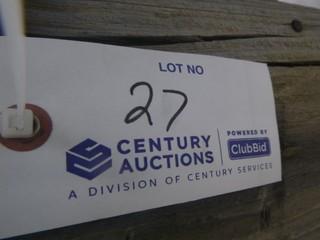 LOT NO
27
CENTURY
AUCTIONS
POWERED BY
ClubBid
A DIVISION OF CENTURY SERVICES